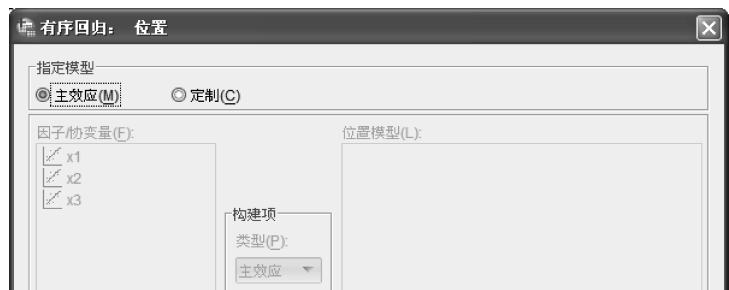 有序回归： 位置
指定模型
主效应(M) 定制(C)
因子/协变量(F): 位置模型(L):
x1
x2
x3
构建项
类型(P):
主效应